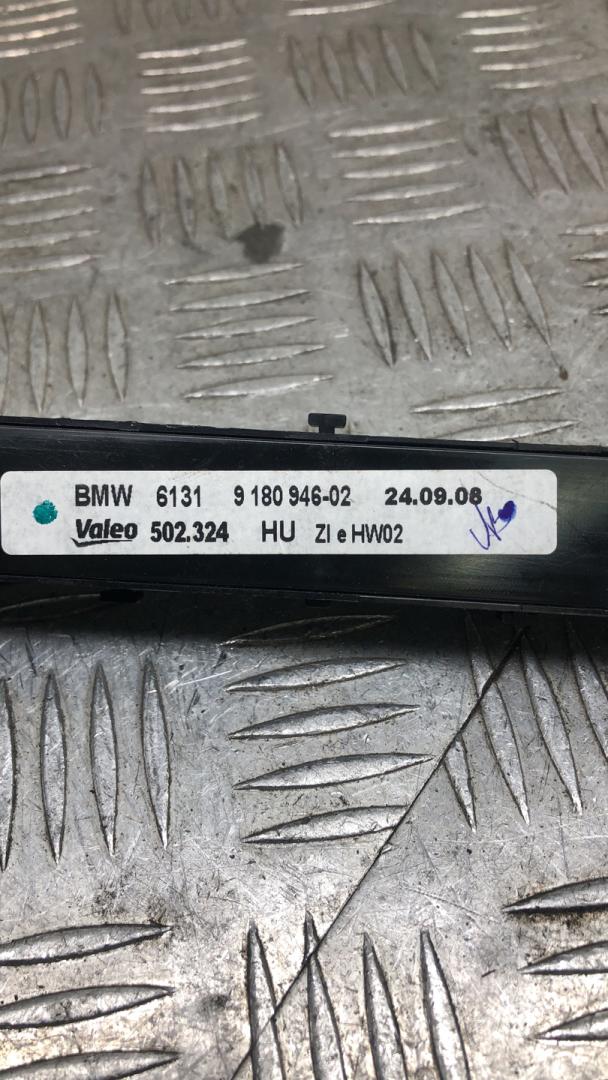 BMW 6131 9 180 946-02 24.09.08
Valeo 502.324 HU ZI e HW02